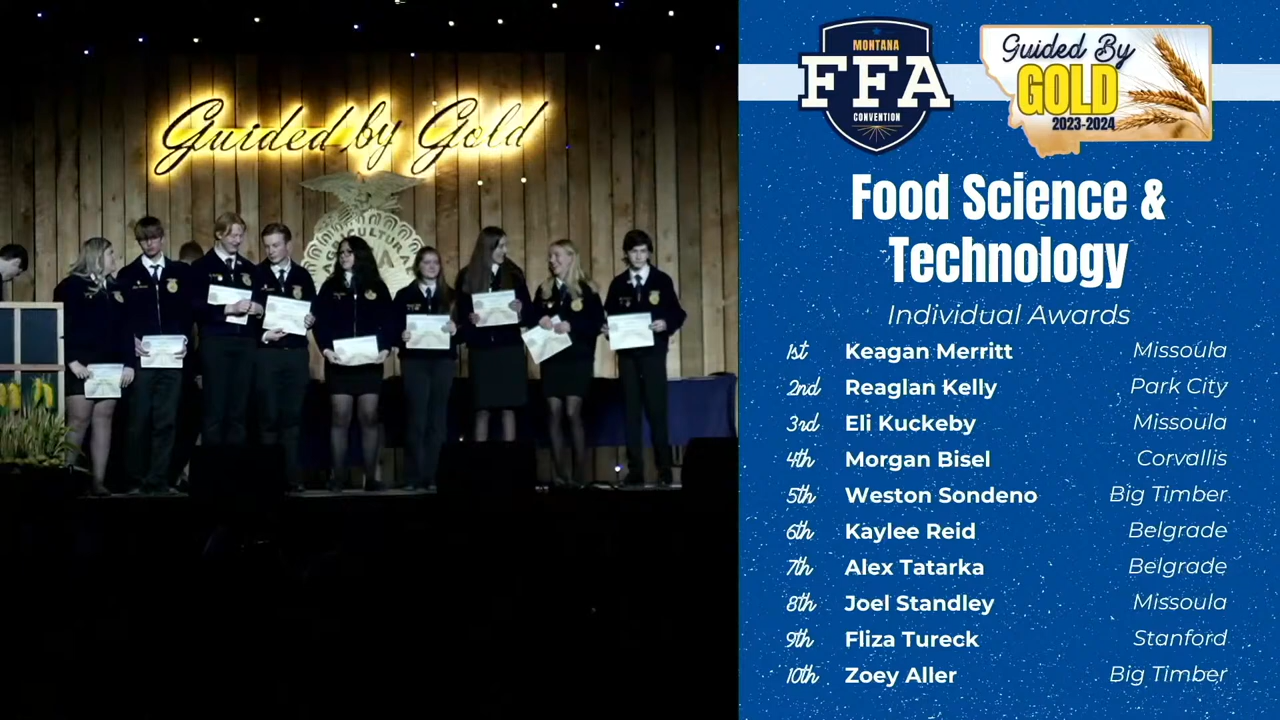 Guided by Gold
AGRICULTURAL
MONTANA
FFA
CONVENTION
Guided By
GOLD
2023-2024
Food Science &
Technology
Individual Awards
1st Keagan Merritt Missoula
2nd Reaglan Kelly Park City
3rd Eli Kuckeby Missoula
4th Morgan Bisel Corvallis
5th Weston Sondeno Big Timber
6th Kaylee Reid Belgrade
7th Alex Tatarka Belgrade
8th Joel Standley Missoula
9th Fliza Tureck Stanford
10th Zoey Aller Big Timber